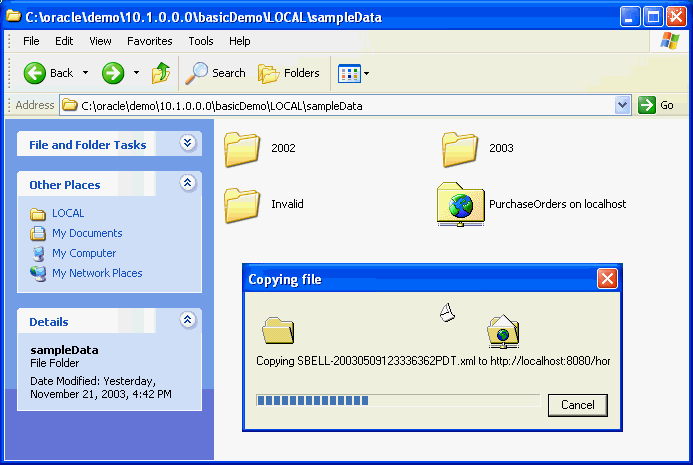 C:\oracle\demo\10.1.0.0.0\basicDemo\LOCAL\sampleData
File Edit View Favorites Tools Help
Back Search Folders
Address C:\oracle\demo\10.1.0.0.0\basicDemo\LOCAL\sampleData Go
File and Folder Tasks
Other Places
LOCAL
My Documents
My Computer
My Network Places
Details
sampleData
File Folder
Date Modified: Yesterday,
November 21, 2003, 4:42 PM
2002
2003
Invalid
PurchaseOrders on localhost
Copying file
Copying SBELL-20030509123336362PDT.xml to http://localhost:8080/hor
Cancel